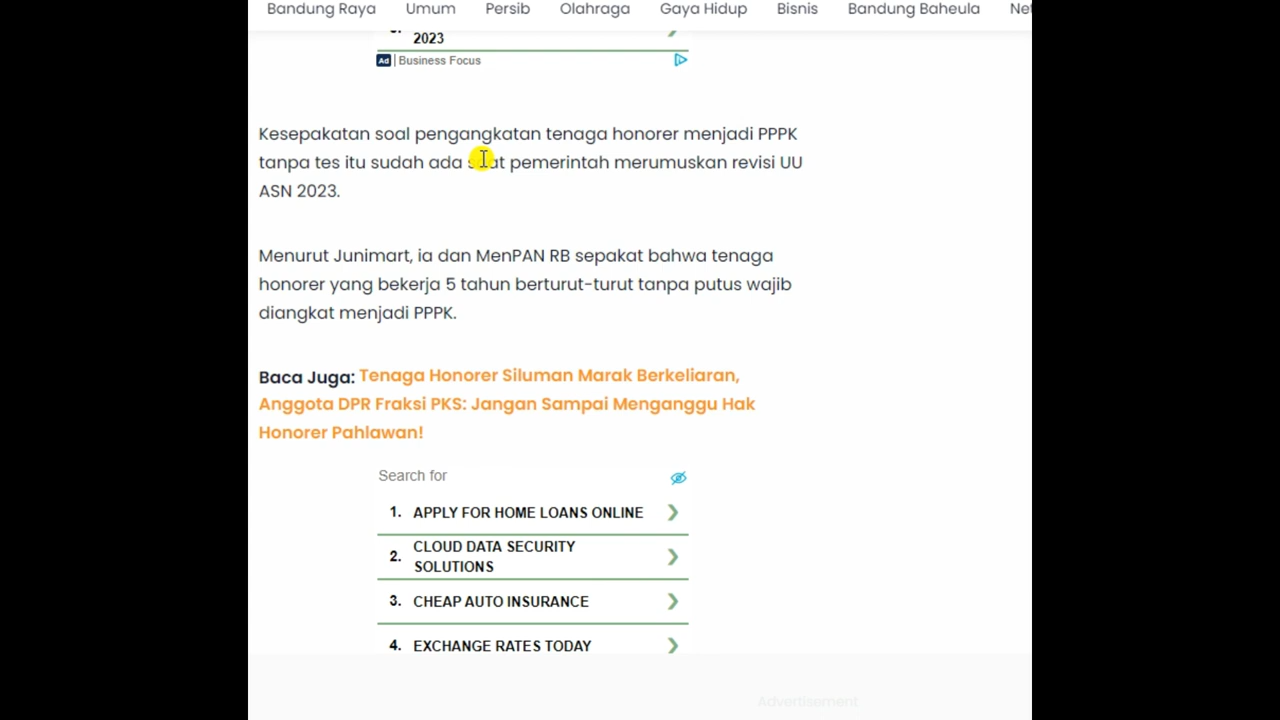 Bandung Raya Umum Persib Olahraga Gaya Hidup Bisnis Bandung Baheula
2023
Ad | Business Focus
Kesepakatan soal pengangkatan tenaga honorer menjadi PPPK
tanpa tes itu sudah ada saat pemerintah merumuskan revisi UU
ASN 2023.
Menurut Junimart, ia dan MenPAN RB sepakat bahwa tenaga
honorer yang bekerja 5 tahun berturut-turut tanpa putus wajib
diangkat menjadi PPPK.
Baca Juga: Tenaga Honorer Siluman Marak Berkeliaran,
Anggota DPR Fraksi PKS: Jangan Sampai Menganggu Hak
Honorer Pahlawan!
Search for
1. APPLY FOR HOME LOANS ONLINE
2. CLOUD DATA SECURITY
SOLUTIONS
3. CHEAP AUTO INSURANCE
4. EXCHANGE RATES TODAY
Advertisement